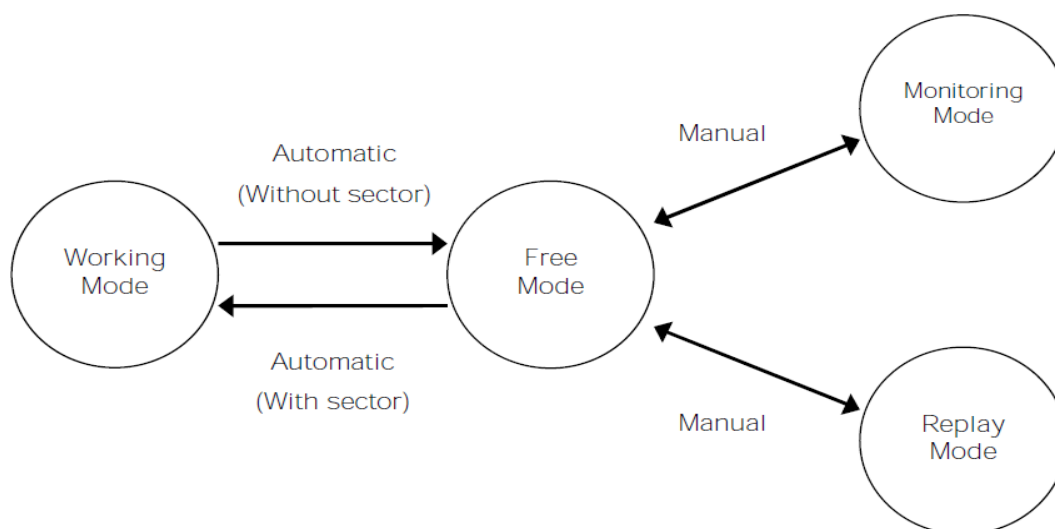 Monitoring
Mode
Manual
Automatic
(Without sector)
Working
Mode
Free
Mode
Automatic
(With sector)
Manual
Replay
Mode